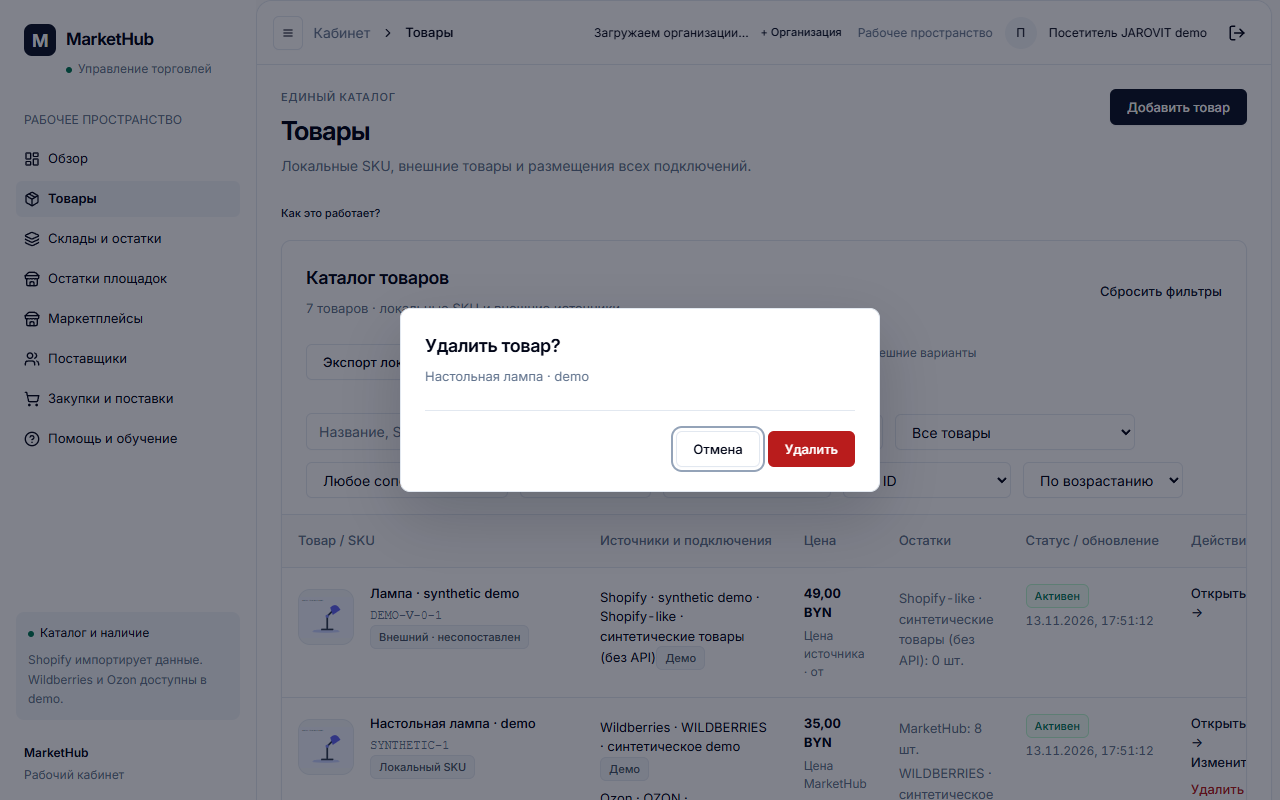 M MarketHub
Управление торговлей
РАБОЧЕЕ ПРОСТРАНСТВО
Обзор
Товары
Склады и остатки
Остатки площадок
Маркетплейсы
Поставщики
Закупки и поставки
Помощь и обучение
Каталог и наличие
Shopify импортирует данные.
Wildberries и Ozon доступны в
demo.
MarketHub
Рабочий кабинет
Кабинет
Товары
Загружаем организации...
+ Организация
Рабочее пространство
П
Посетитель JAROVIT demo
ЕДИНЫЙ КАТАЛОГ
Товары
Локальные SKU, внешние товары и размещения всех подключений.
Добавить товар
Как это работает?
Каталог товаров
7 товаров · локальные SKU и внешние источники
Сбросить фильтры
Экспорт лок
ешние варианты
Название, S
Все товары
Любое соп
ID
По возрастанию
Удалить товар?
Настольная лампа · demo
Отмена
Удалить
Товар / SKU
Источники и подключения
Цена
Остатки
Статус / обновление
Действи
Лампа · synthetic demo
DEMO-V-0-1
Внешний · несопоставлен
Shopify · synthetic demo ·
Shopify-like ·
синтетические товары
(без API) Демо
49,00
BYN
Цена
источника
· от
Shopify-like ·
синтетические
товары (без
API): 0 шт.
Активен
13.11.2026, 17:51:12
Открыть
→
Настольная лампа · demo
SYNTHETIC-1
Локальный SKU
Wildberries · WILDBERRIES
· синтетическое demo
Демо
Ozon · OZON ·
35,00
BYN
Цена
MarketHub
MarketHub: 8
шт.
WILDBERRIES ·
синтетическое
Активен
13.11.2026, 17:51:12
Открыть
→
Изменит
Удалить